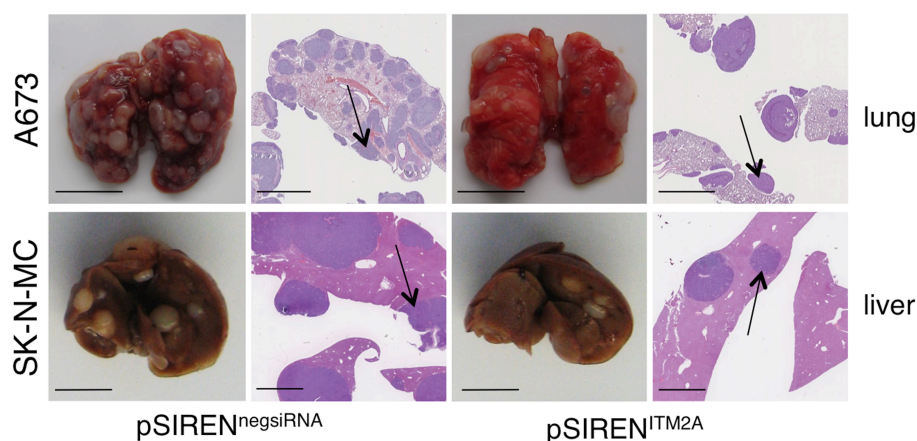 A673
lung
SK-N-MC
liver
pSIRENnegsiRNA
pSIRENITM2A